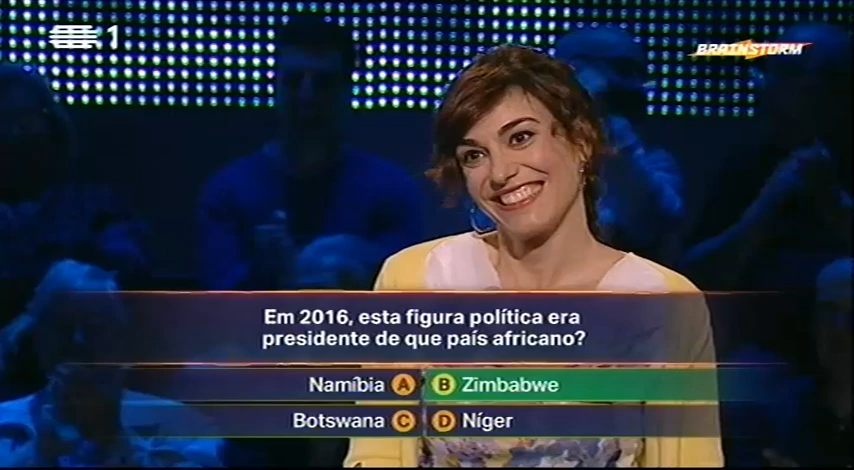 1
BRAINSTORM
Em 2016, esta figura política era
presidente de que país africano?
Namíbia A B Zimbabwe
Botswana C D Níger